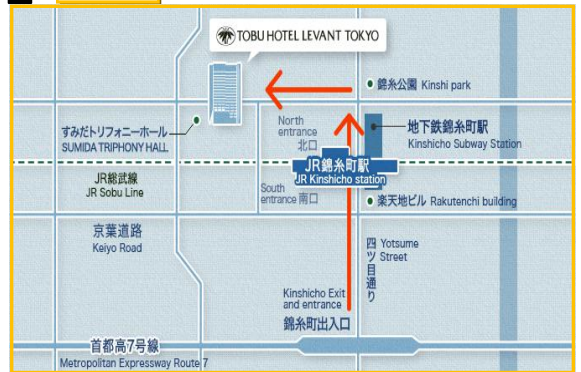 TOBU HOTEL LEVANT TOKYO
錦糸公園 Kinshi park
すみだトリフォニーホール
SUMIDA TRIPHONY HALL
North
entrance
北口
地下鉄錦糸町駅
Kinshicho Subway Station
JR錦糸町駅
JR Kinshicho station
JR総武線
JR Sobu Line
South
entrance 南口
楽天地ビル Rakutenchi building
京葉道路
Keiyo Road
四ツ目通り
Yotsume
Street
Kinshicho Exit
and entrance
錦糸町出入口
首都高7号線
Metropolitan Expressway Route 7